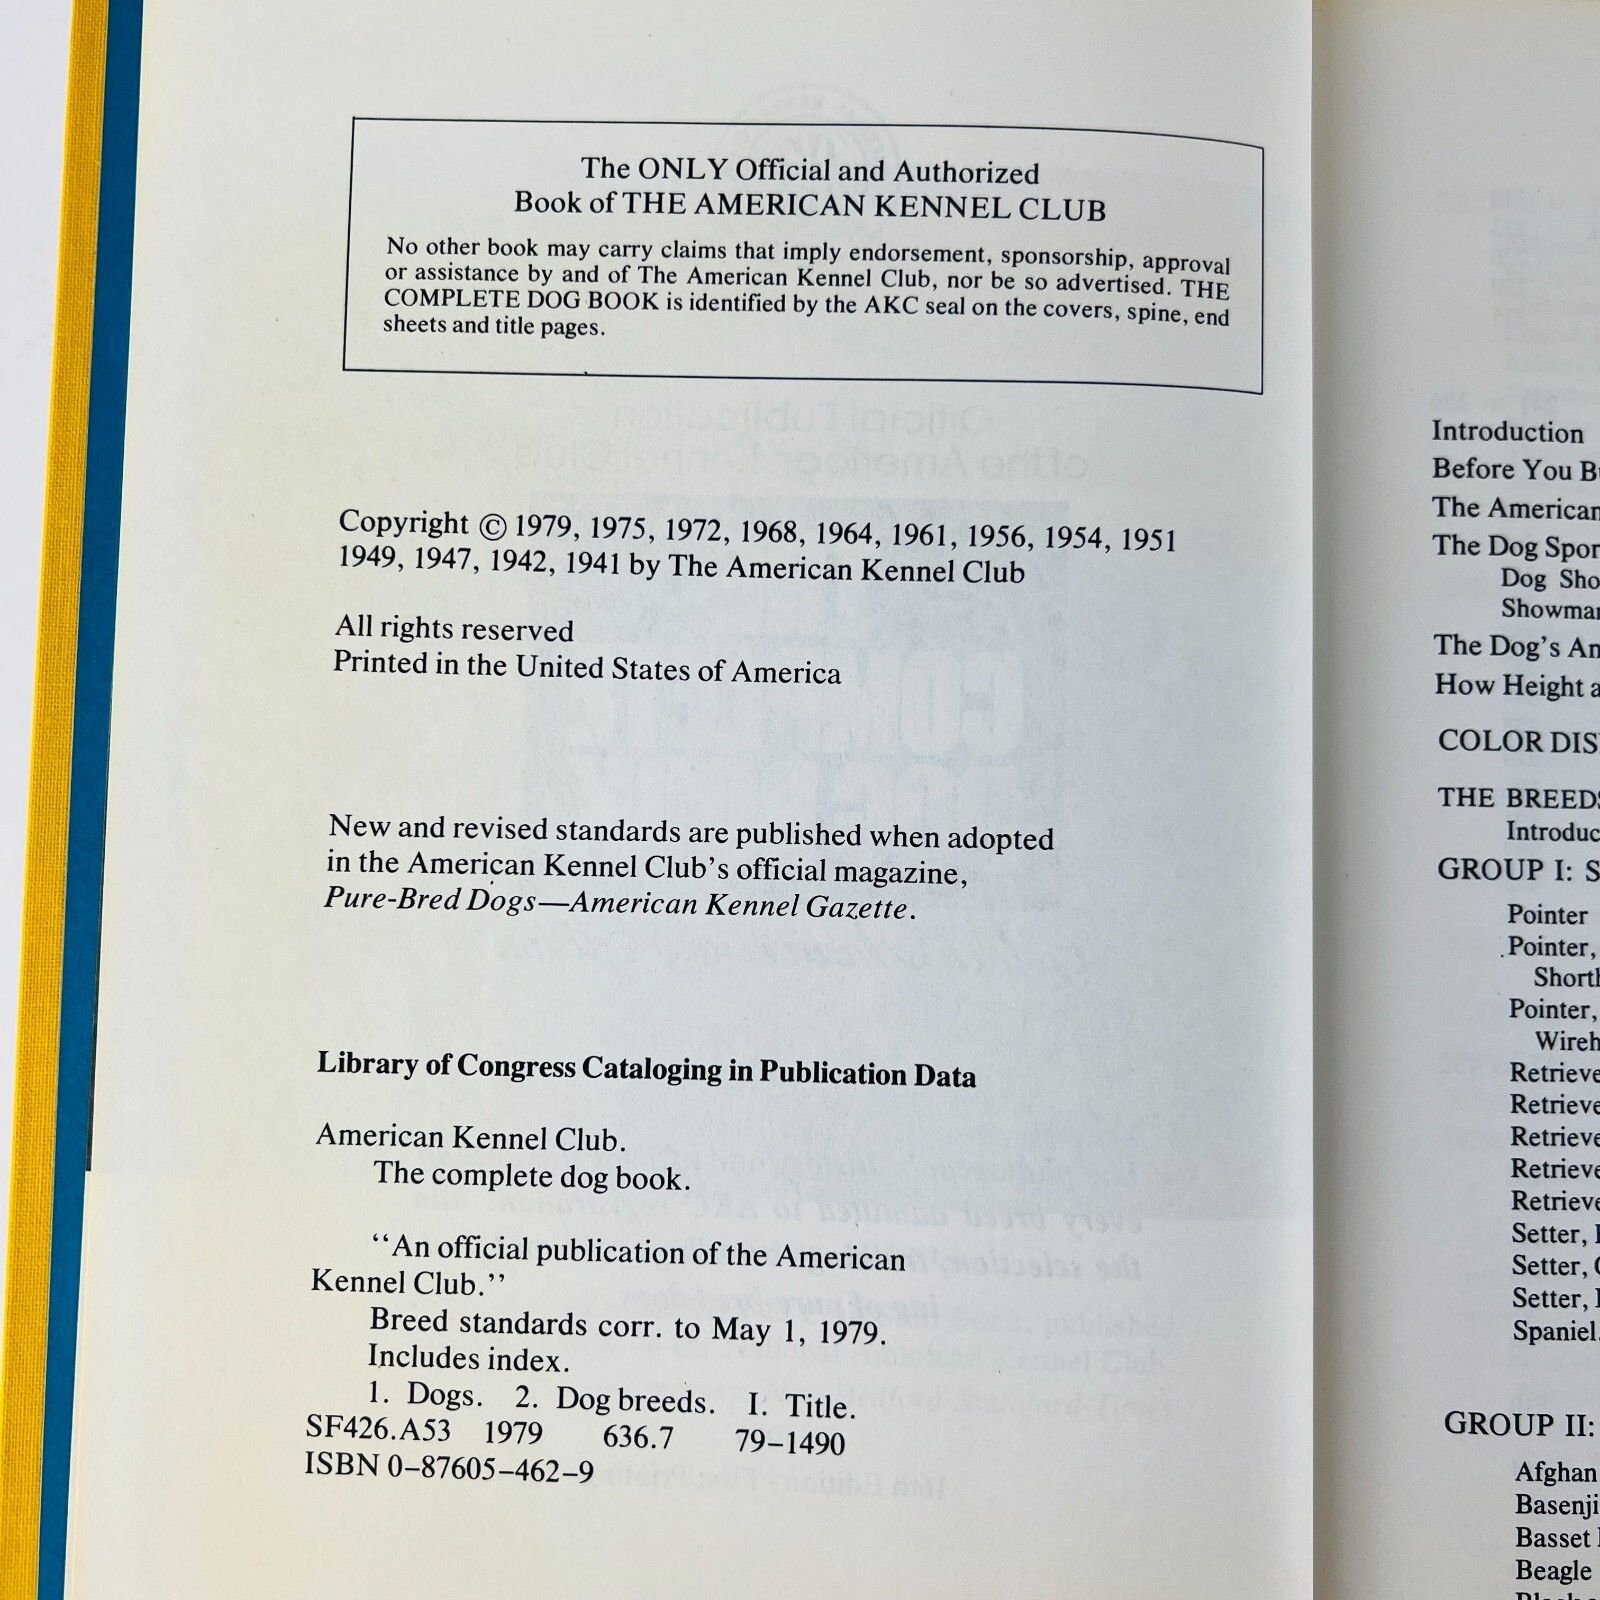 The ONLY Official and Authorized
Book of THE AMERICAN KENNEL CLUB
No other book may carry claims that imply endorsement, sponsorship, approval
or assistance by and of The American Kennel Club, nor be so advertised. THE
COMPLETE DOG BOOK is identified by the AKC seal on the covers, spine, end
sheets and title pages.
Copyright © 1979, 1975, 1972, 1968, 1964, 1961, 1956, 1954, 1951
1949, 1947, 1942, 1941 by The American Kennel Club
All rights reserved
Printed in the United States of America
New and revised standards are published when adopted
in the American Kennel Club's official magazine,
Pure-Bred Dogs—American Kennel Gazette.
Library of Congress Cataloging in Publication Data
American Kennel Club.
The complete dog book.
“An official publication of the American
Kennel Club.”
Breed standards corr. to May 1, 1979.
Includes index.
1. Dogs. 2. Dog breeds. I. Title.
SF426.A53 1979 636.7 79–1490
ISBN 0–87605–462–9
Introduction
Before You
The American
The Dog
Dog
The Dog's
How Height
COLOR
THE
GROUP I:
Pointer
Pointer,
Pointer,
Setter,
Setter,
Setter,
Spaniel,
GROUP II:
Afghan
Basenji
Basset
Beagle